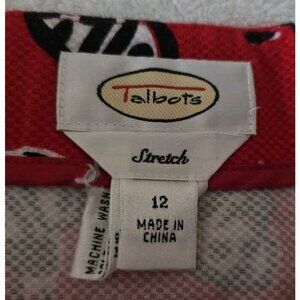 Talbots
Stretch
12
MADE IN
CHINA
MACHINE WASH